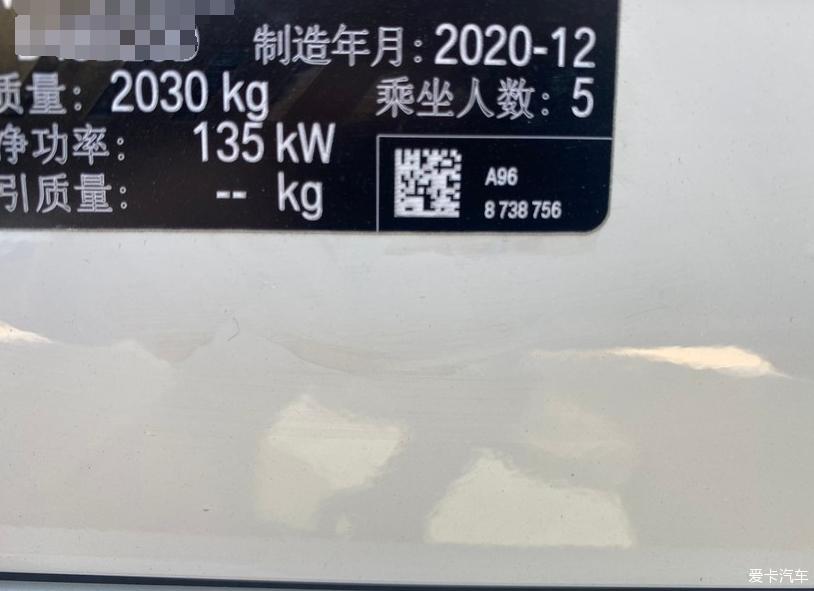 制造年月: 2020-12
质量: 2030 kg 乘坐人数: 5
净功率: 135 kW
引质量: -- kg
A96
8 738 756
爱卡汽车